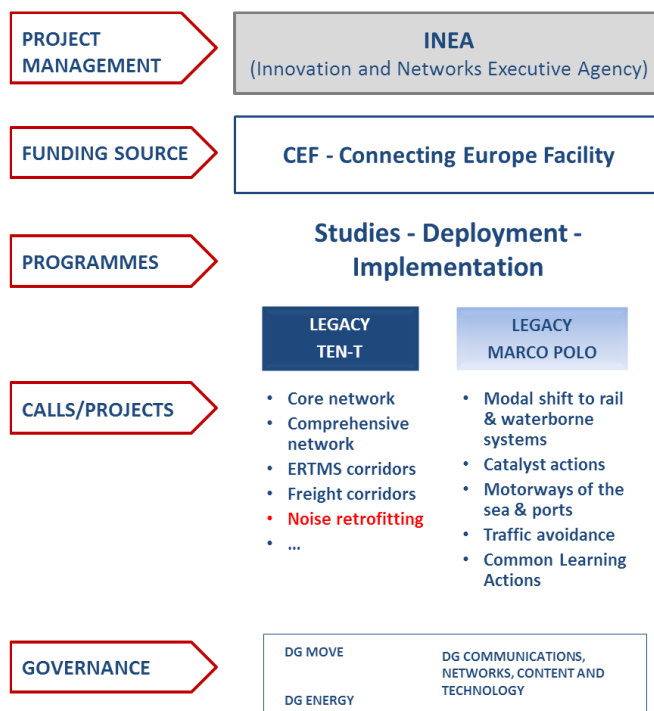 PROJECT
MANAGEMENT
INEA
(Innovation and Networks Executive Agency)
FUNDING SOURCE
CEF - Connecting Europe Facility
PROGRAMMES
Studies - Deployment -
Implementation
LEGACY
TEN-T
LEGACY
MARCO POLO
CALLS/PROJECTS
• Core network
• Comprehensive
network
• ERTMS corridors
• Freight corridors
• Noise retrofitting
• ...
• Modal shift to rail
& waterborne
systems
• Catalyst actions
• Motorways of the
sea & ports
• Traffic avoidance
• Common Learning
Actions
GOVERNANCE
DG MOVE
DG ENERGY
DG COMMUNICATIONS,
NETWORKS, CONTENT AND
TECHNOLOGY